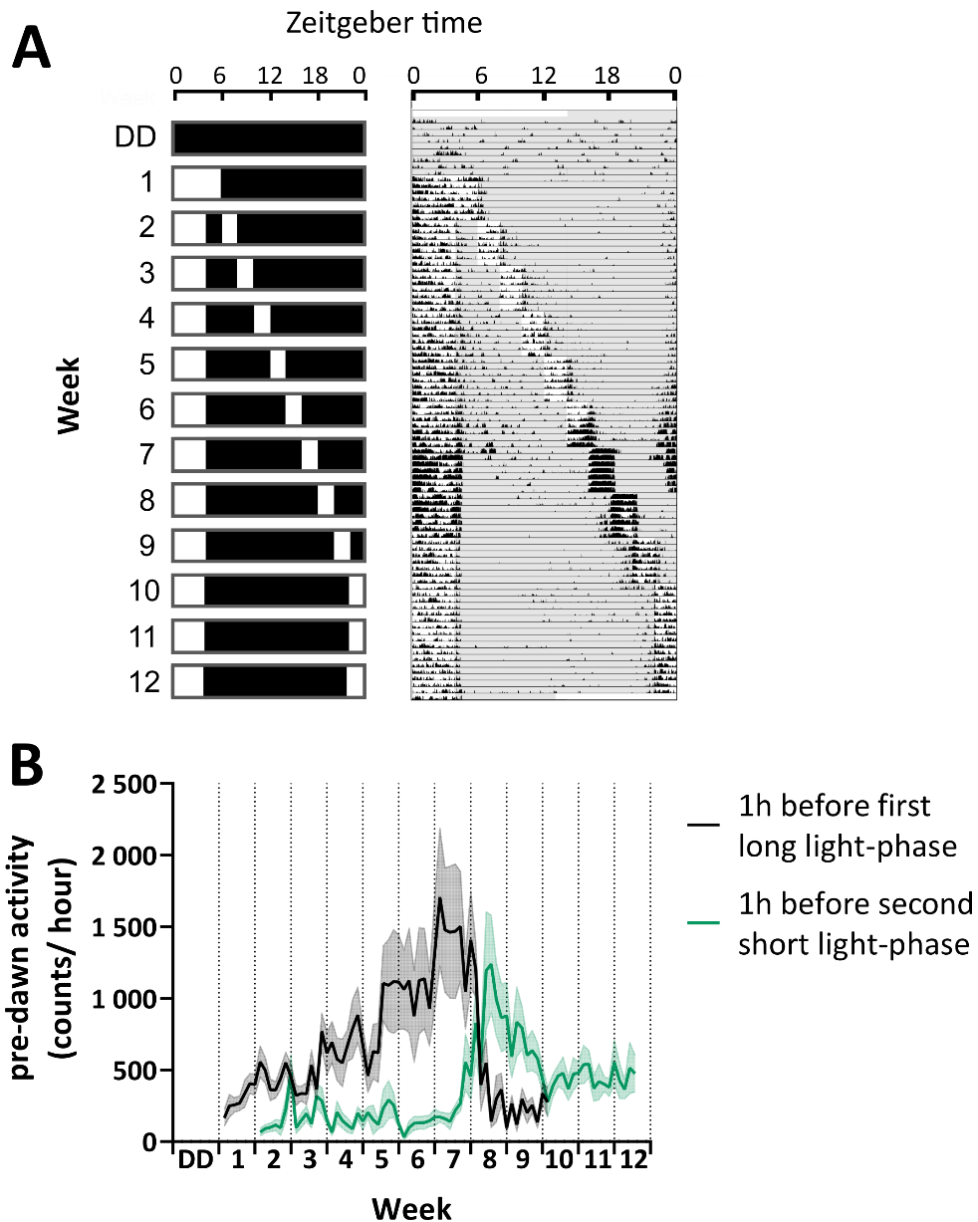 A
Zeitgeber time
0 6 12 18 0
0 6 12 18 0
DD
1
2
3
4
5
6
7
8
9
10
11
12
Week
B
2 500
2 000
1 500
1 000
500
0
pre-dawn activity
(counts/ hour)
DD 1 2 3 4 5 6 7 8 9 10 11 12
Week
1h before first
long light-phase
1h before second
short light-phase